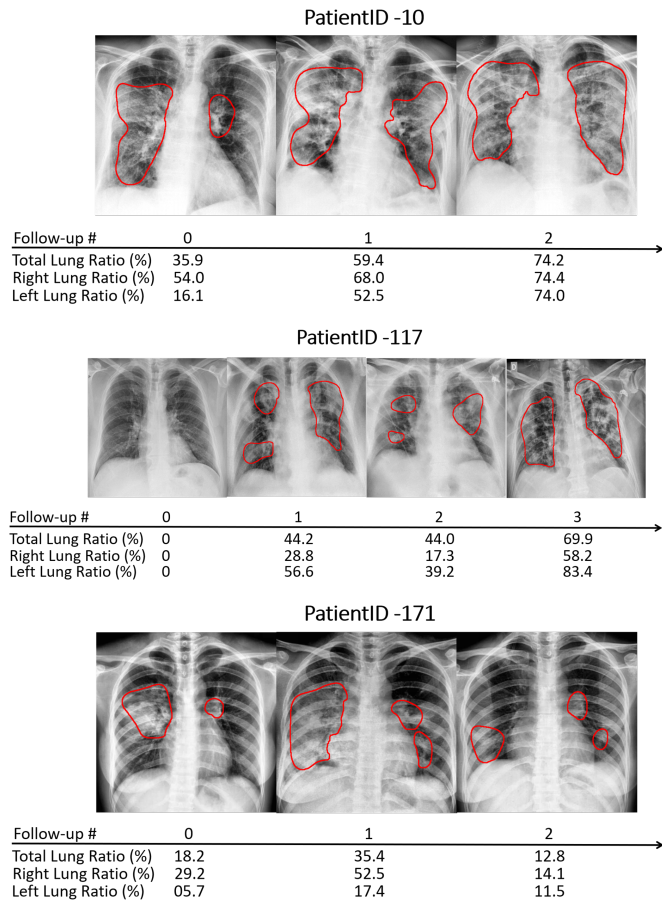 PatientID -10
Follow-up # 0 1 2
Total Lung Ratio (%) 35.9 59.4 74.2
Right Lung Ratio (%) 54.0 68.0 74.4
Left Lung Ratio (%) 16.1 52.5 74.0
PatientID -117
Follow-up # 0 1 2 3
Total Lung Ratio (%) 0 44.2 44.0 69.9
Right Lung Ratio (%) 0 28.8 17.3 58.2
Left Lung Ratio (%) 0 56.6 39.2 83.4
PatientID -171
Follow-up # 0 1 2
Total Lung Ratio (%) 18.2 35.4 12.8
Right Lung Ratio (%) 29.2 52.5 14.1
Left Lung Ratio (%) 05.7 17.4 11.5